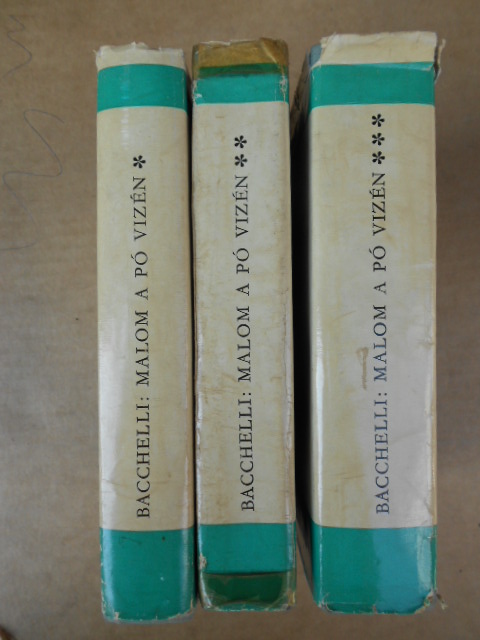 BACCHELLI: MALOM A PÓ VIZÉN *
BACCHELLI: MALOM A PÓ VIZÉN **
BACCHELLI: MALOM A PÓ VIZÉN ***